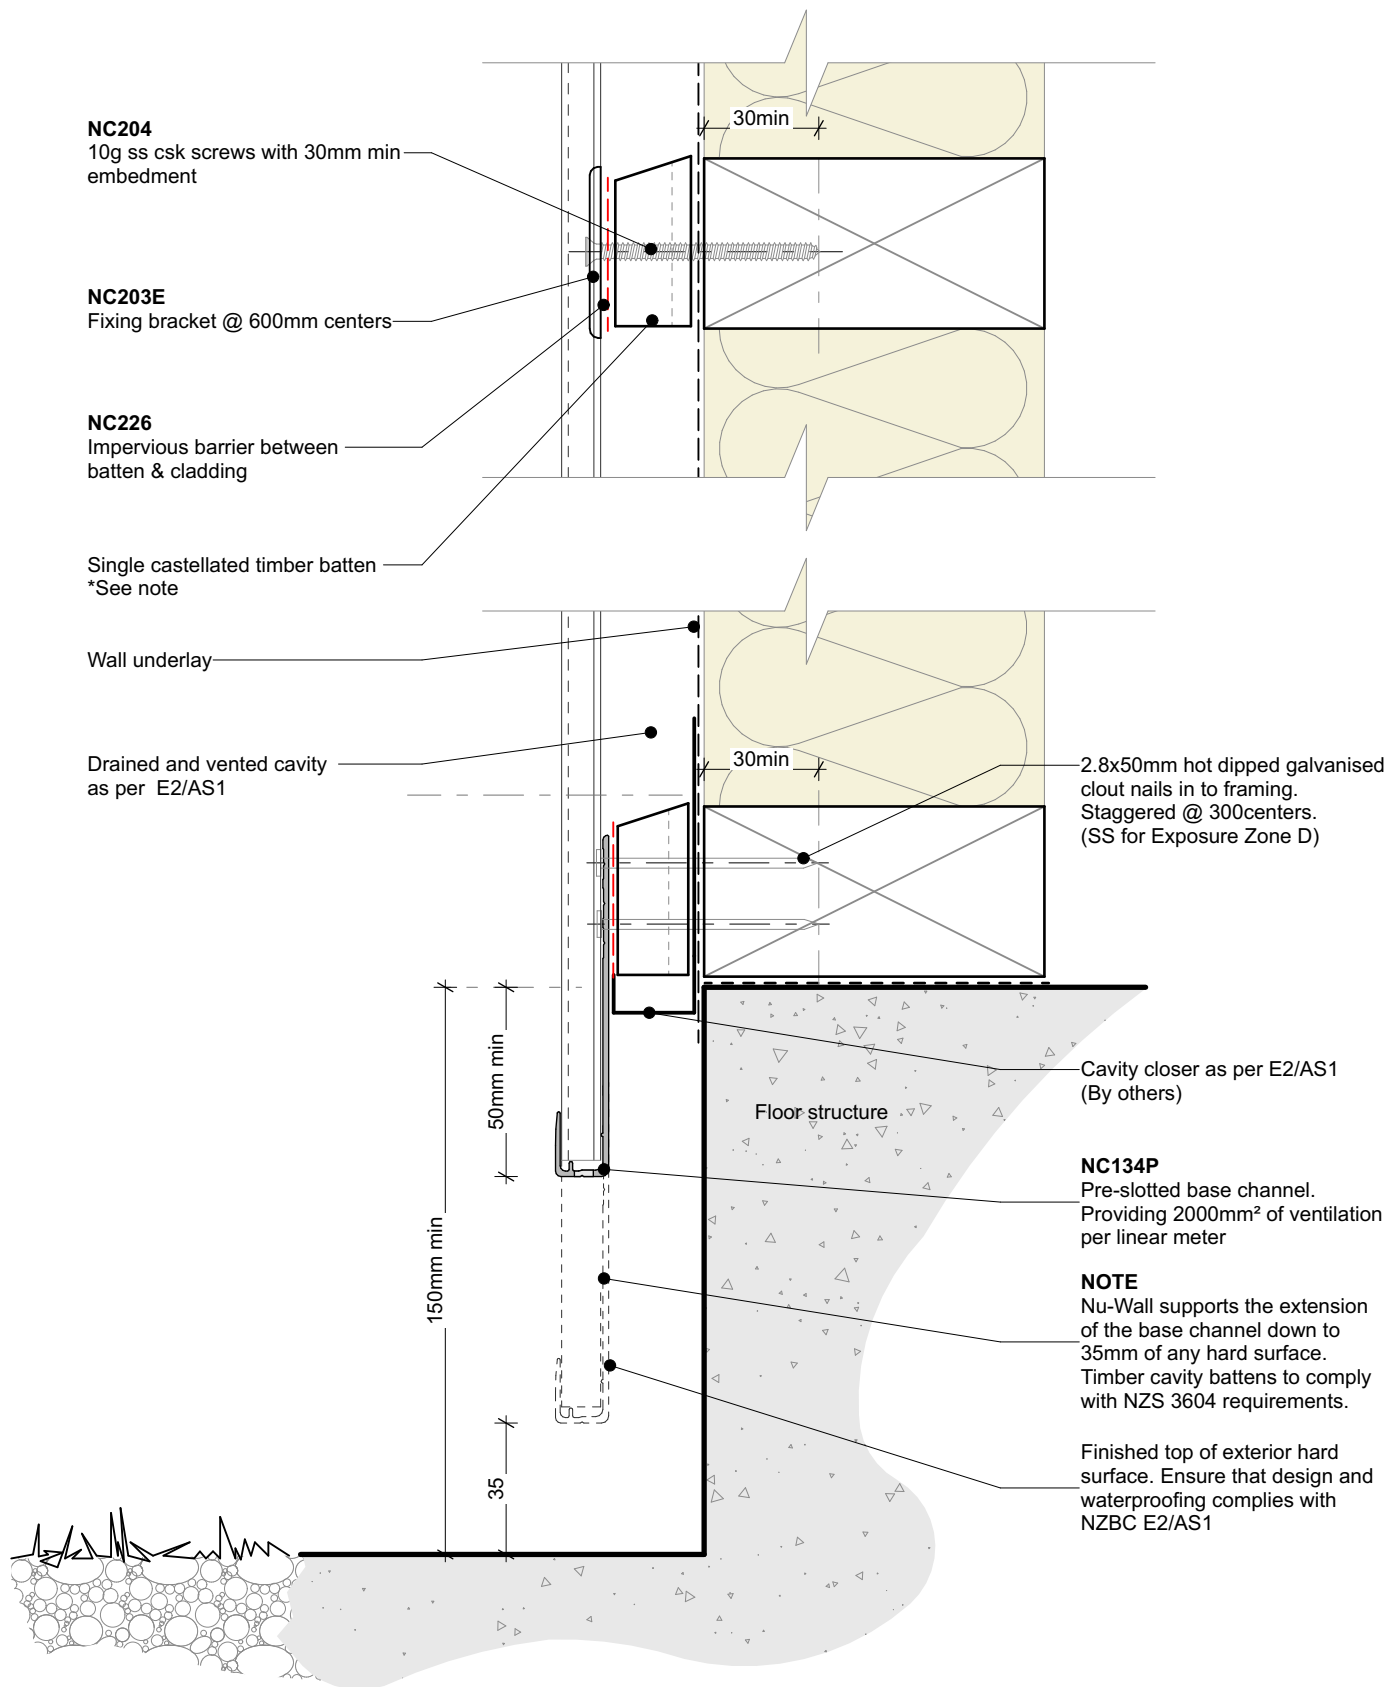 30min
NC204
10g ss csk screws with 30mm min
embedment
NC203E
Fixing bracket @ 600mm centers
NC226
Impervious barrier between
batten & cladding
Single castellated timber batten
*See note
Wall underlay
Drained and vented cavity
as per E2/AS1
30min
2.8x50mm hot dipped galvanised
clout nails in to framing.
Staggered @ 300centers.
(SS for Exposure Zone D)
50mm min
150mm min
35
Floor structure
Cavity closer as per E2/AS1
(By others)
NC134P
Pre-slotted base channel.
Providing 2000mm² of ventilation
per linear meter
NOTE
Nu-Wall supports the extension
of the base channel down to
35mm of any hard surface.
Timber cavity battens to comply
with NZS 3604 requirements.
Finished top of exterior hard
surface. Ensure that design and
waterproofing complies with
NZBC E2/AS1